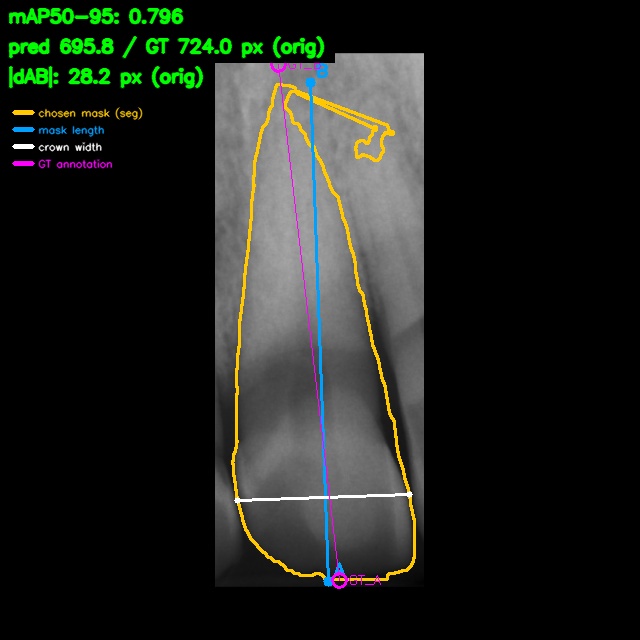 mAP50-95: 0.796
pred 695.8 / GT 724.0 px (orig)
|dAB|: 28.2 px (orig)
chosen mask (seg)
mask length
crown width
GT annotation
GT_A